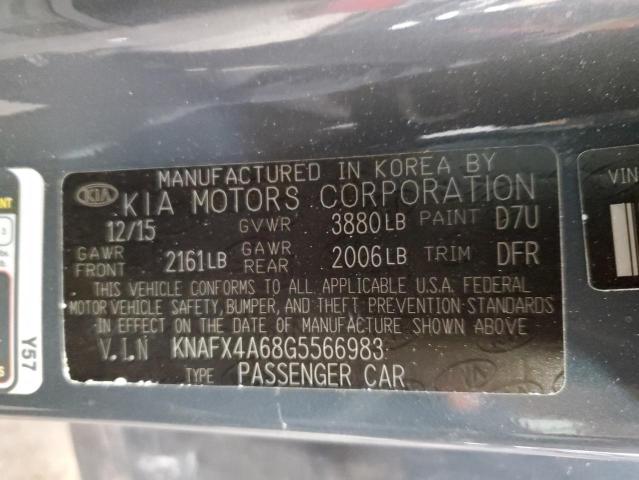 MANUFACTURED IN KOREA BY
KIA KIA MOTORS CORPORATION
12/15 GVWR 3880LB PAINT D7U
GAWR FRONT 2161LB GAWR REAR 2006LB TRIM DFR
THIS VEHICLE CONFORMS TO ALL APPLICABLE U.S.A. FEDERAL
MOTOR VEHICLE SAFETY, BUMPER, AND THEFT PREVENTION STANDARDS
IN EFFECT ON THE DATE OF MANUFACTURE SHOWN ABOVE
V.I.N KNAFX4A68G5566983
TYPE PASSENGER CAR
Y57
VIN